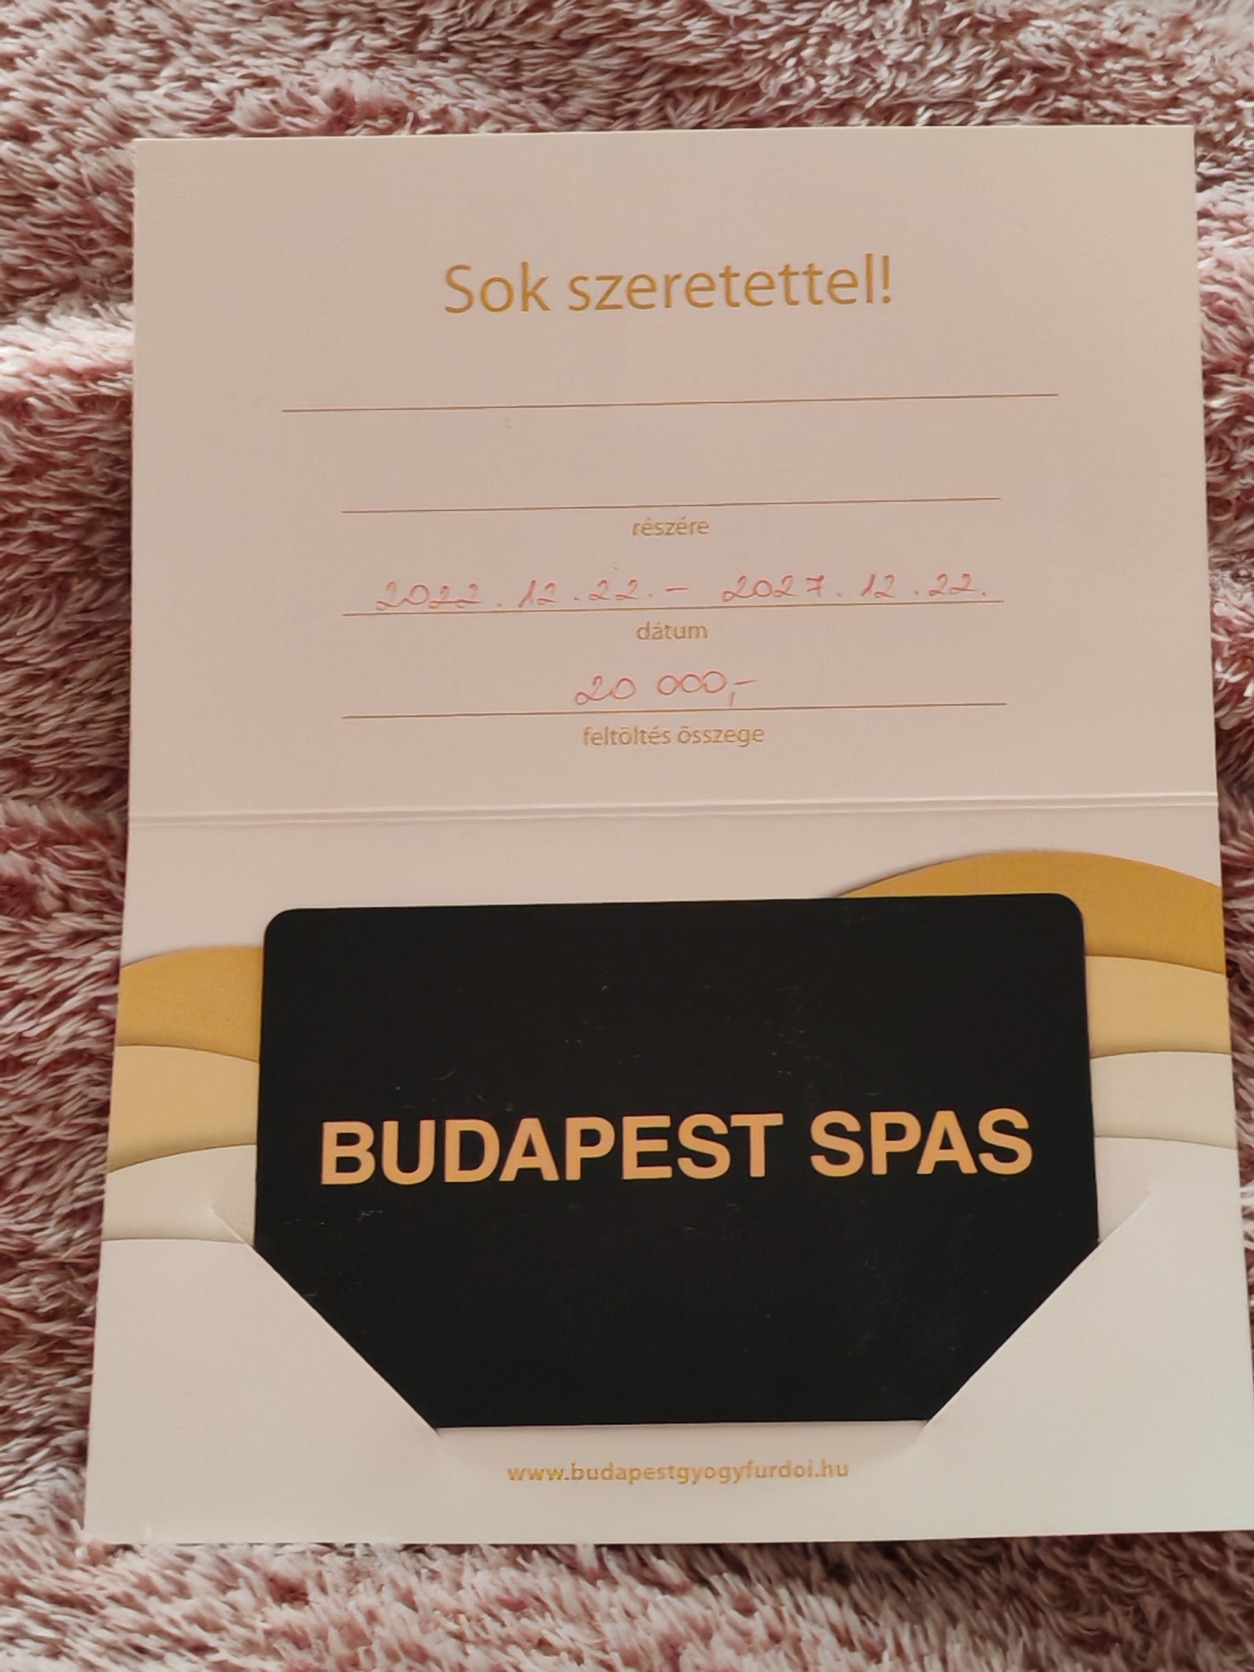 Sok szeretettel!
részére
2022.12.22. - 2027.12.22.
dátum
20 000,-
feltöltés összege
BUDAPEST SPAS
www.budapestgyogyfurdoi.hu